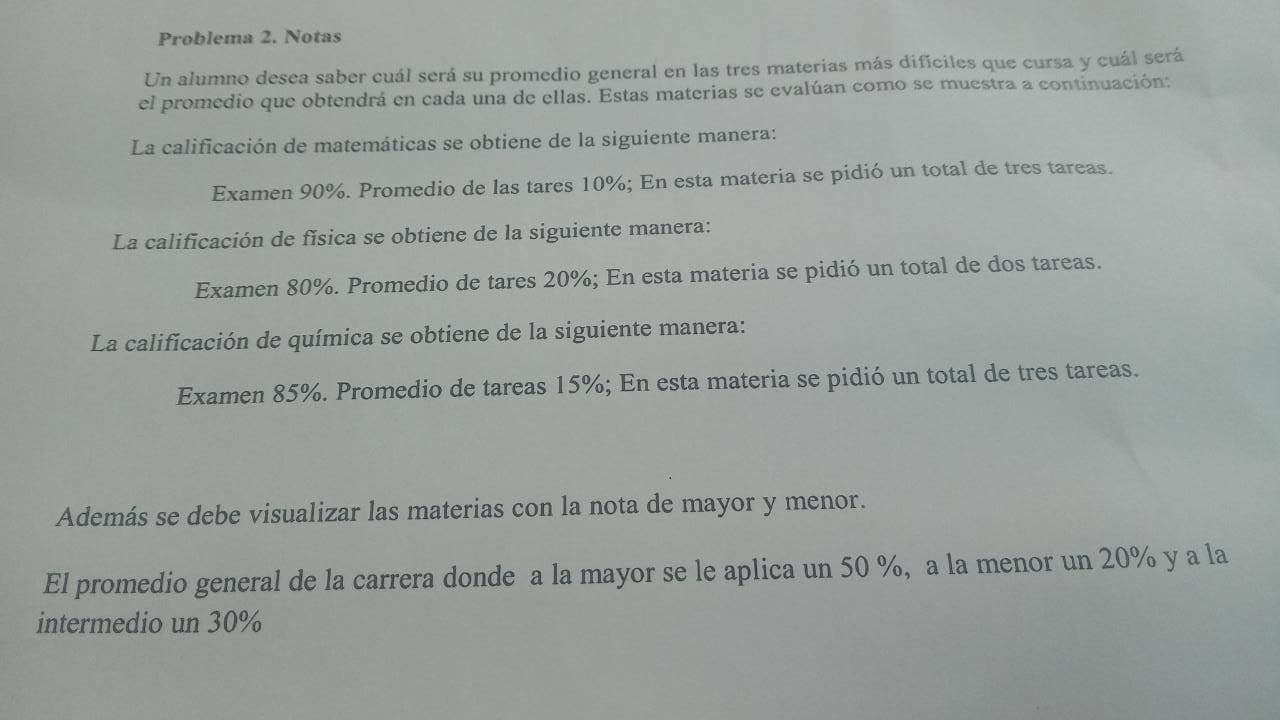 Problema 2. Notas
Un alumno desea saber cuál será su promedio general en las tres materias más difíciles que cursa y cuál será
el promedio que obtendrá en cada una de ellas. Estas materias se evalúan como se muestra a continuación:
La calificación de matemáticas se obtiene de la siguiente manera:
Examen 90%. Promedio de las tares 10%; En esta materia se pidió un total de tres tareas.
La calificación de física se obtiene de la siguiente manera:
Examen 80%. Promedio de tares 20%; En esta materia se pidió un total de dos tareas.
La calificación de química se obtiene de la siguiente manera:
Examen 85%. Promedio de tareas 15%; En esta materia se pidió un total de tres tareas.
Además se debe visualizar las materias con la nota de mayor y menor.
El promedio general de la carrera donde a la mayor se le aplica un 50 %, a la menor un 20% y a la
intermedio un 30%